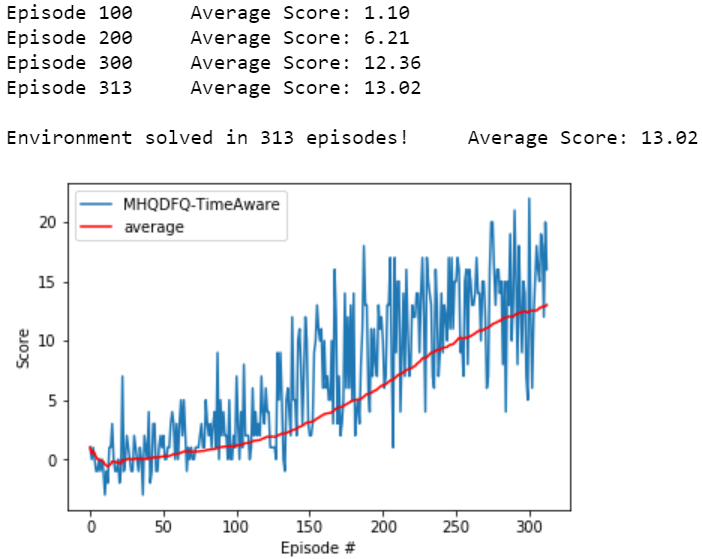 Episode 100 Average Score: 1.10
Episode 200 Average Score: 6.21
Episode 300 Average Score: 12.36
Episode 313 Average Score: 13.02
Environment solved in 313 episodes! Average Score: 13.02
MHQDFQ-TimeAware
average
20
15
10
5
0
Score
0 50 100 150 200 250 300
Episode #